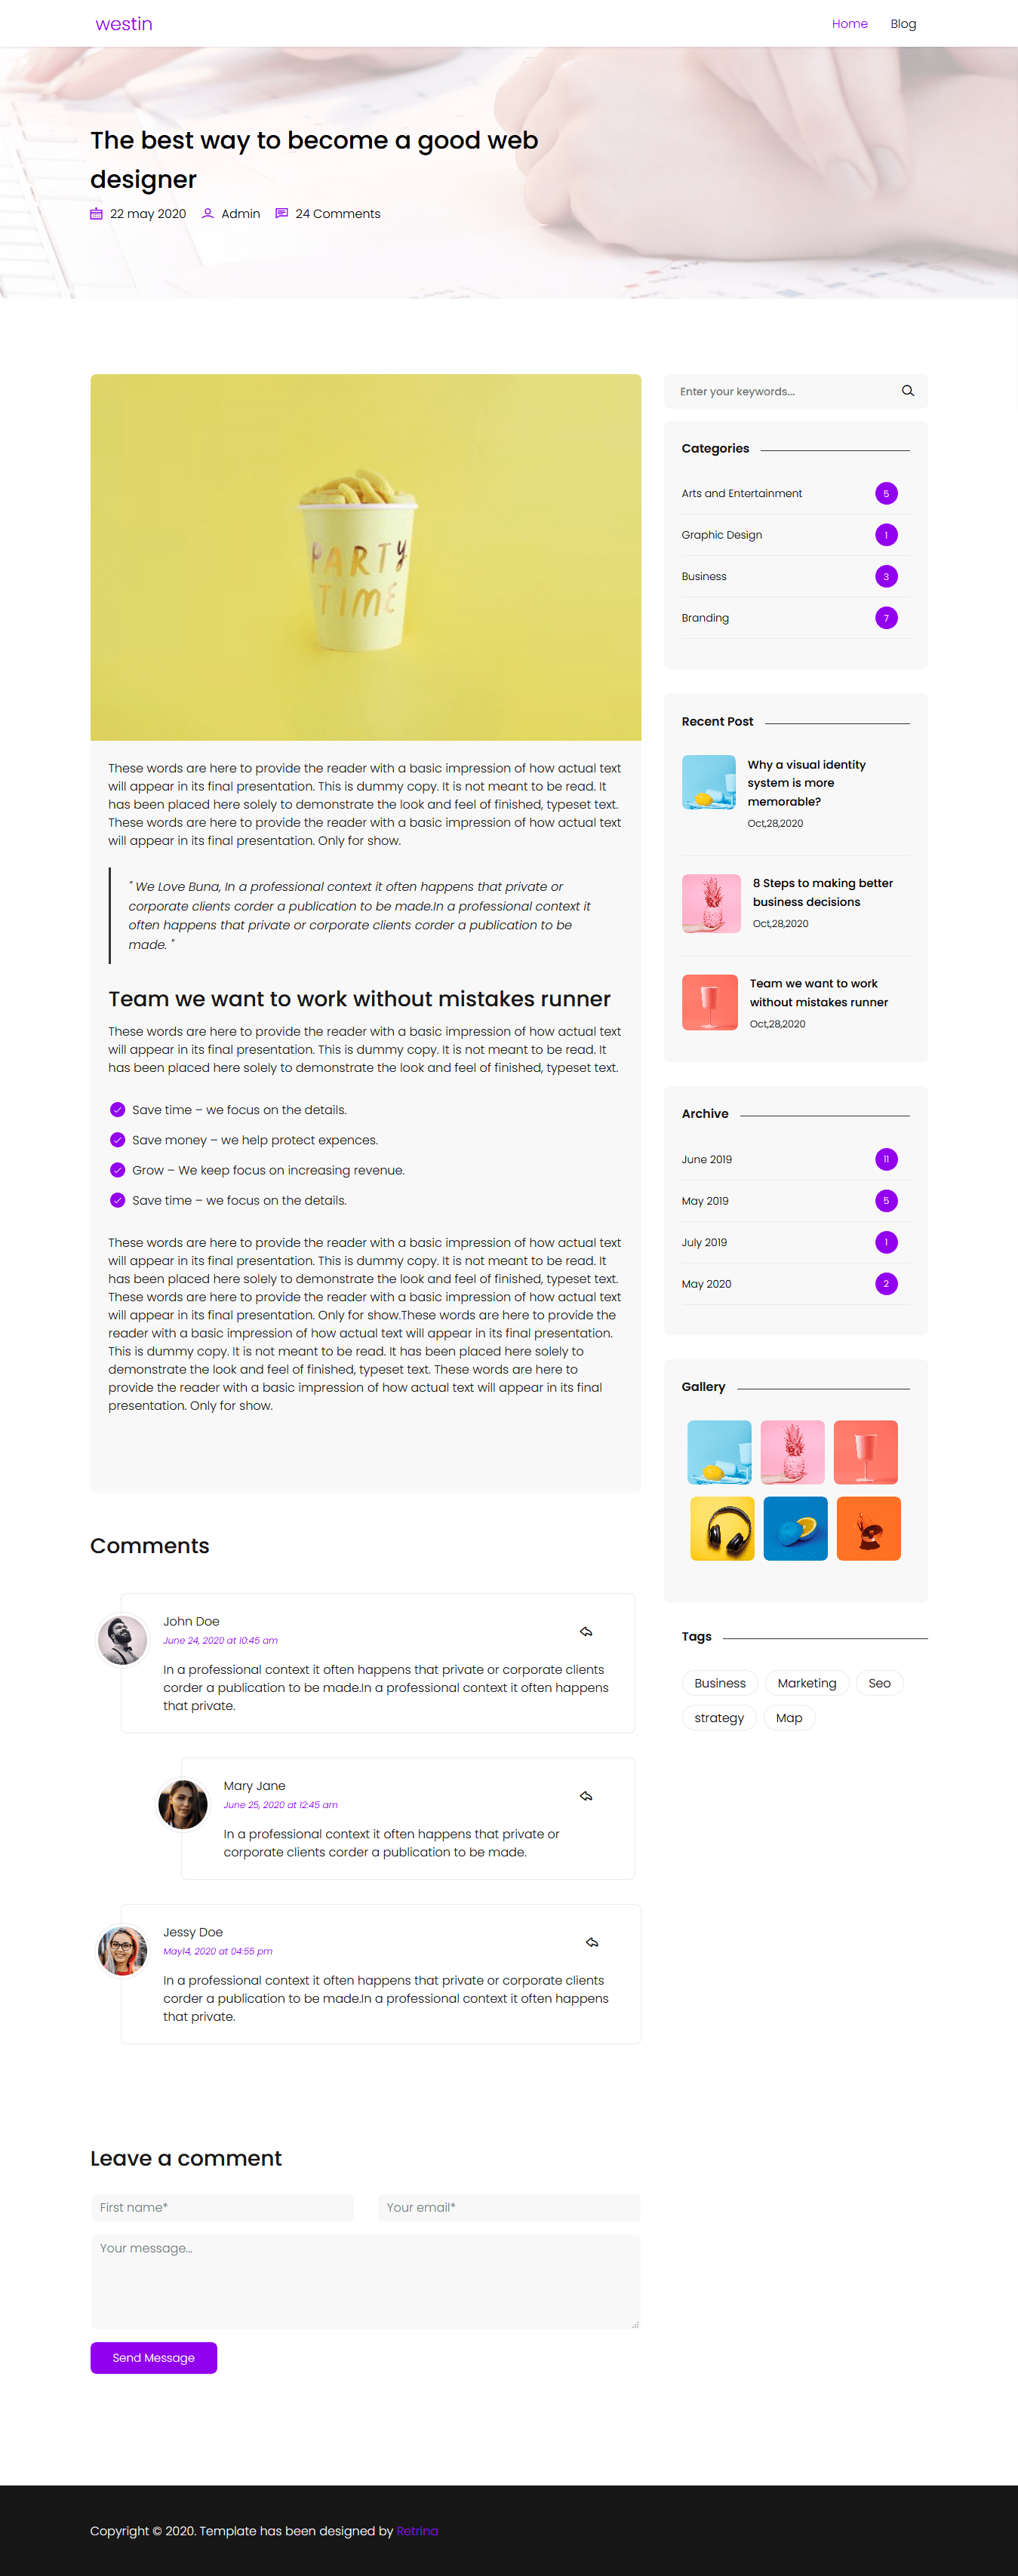 westin
Home
Blog
The best way to become a good web
designer
22 may 2020
Admin
24 Comments
PARTY
TIME
These words are here to provide the reader with a basic impression of how actual text
will appear in its final presentation. This is dummy copy. It is not meant to be read. It
has been placed here solely to demonstrate the look and feel of finished, typeset text.
These words are here to provide the reader with a basic impression of how actual text
will appear in its final presentation. Only for show.
" We Love Buna, In a professional context it often happens that private or
corporate clients corder a publication to be made.In a professional context it
often happens that private or corporate clients corder a publication to be
made. "
Team we want to work without mistakes runner
These words are here to provide the reader with a basic impression of how actual text
will appear in its final presentation. This is dummy copy. It is not meant to be read. It
has been placed here solely to demonstrate the look and feel of finished, typeset text.
Save time – we focus on the details.
Save money – we help protect expences.
Grow – We keep focus on increasing revenue.
Save time – we focus on the details.
These words are here to provide the reader with a basic impression of how actual text
will appear in its final presentation. This is dummy copy. It is not meant to be read. It
has been placed here solely to demonstrate the look and feel of finished, typeset text.
These words are here to provide the reader with a basic impression of how actual text
will appear in its final presentation. Only for show.These words are here to provide the
reader with a basic impression of how actual text will appear in its final presentation.
This is dummy copy. It is not meant to be read. It has been placed here solely to
demonstrate the look and feel of finished, typeset text. These words are here to
provide the reader with a basic impression of how actual text will appear in its final
presentation. Only for show.
Comments
John Doe
June 24, 2020 at 10:45 am
In a professional context it often happens that private or corporate clients
corder a publication to be made.In a professional context it often happens
that private.
Mary Jane
June 25, 2020 at 12:45 am
In a professional context it often happens that private or
corporate clients corder a publication to be made.
Jessy Doe
May14, 2020 at 04:55 pm
In a professional context it often happens that private or corporate clients
corder a publication to be made.In a professional context it often happens
that private.
Leave a comment
First name*
Your email*
Your message...
Send Message
Enter your keywords...
Categories
Arts and Entertainment 5
Graphic Design 1
Business 3
Branding 7
Recent Post
Why a visual identity
system is more
memorable?
Oct,28,2020
8 Steps to making better
business decisions
Oct,28,2020
Team we want to work
without mistakes runner
Oct,28,2020
Archive
June 2019 11
May 2019 5
July 2019 1
May 2020 2
Gallery
Tags
Business
Marketing
Seo
strategy
Map
Copyright © 2020. Template has been designed by Retrina